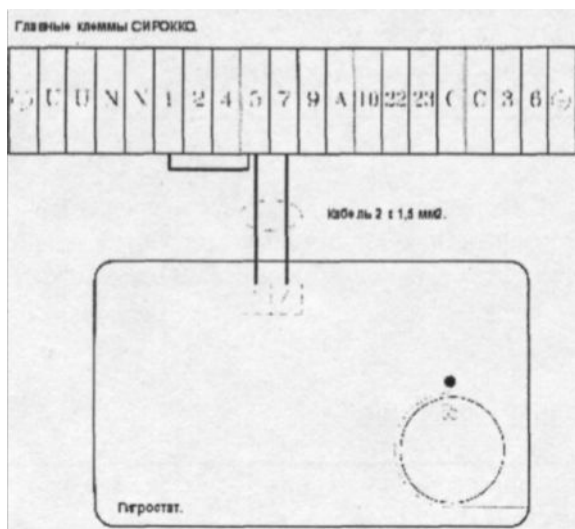 Главные клеммы СИРОККО.
U U N N 1 2 4 5 7 9 A 10 22 23 C C 3 6
Кабель 2 x 1,5 мм2.
Гигростат.